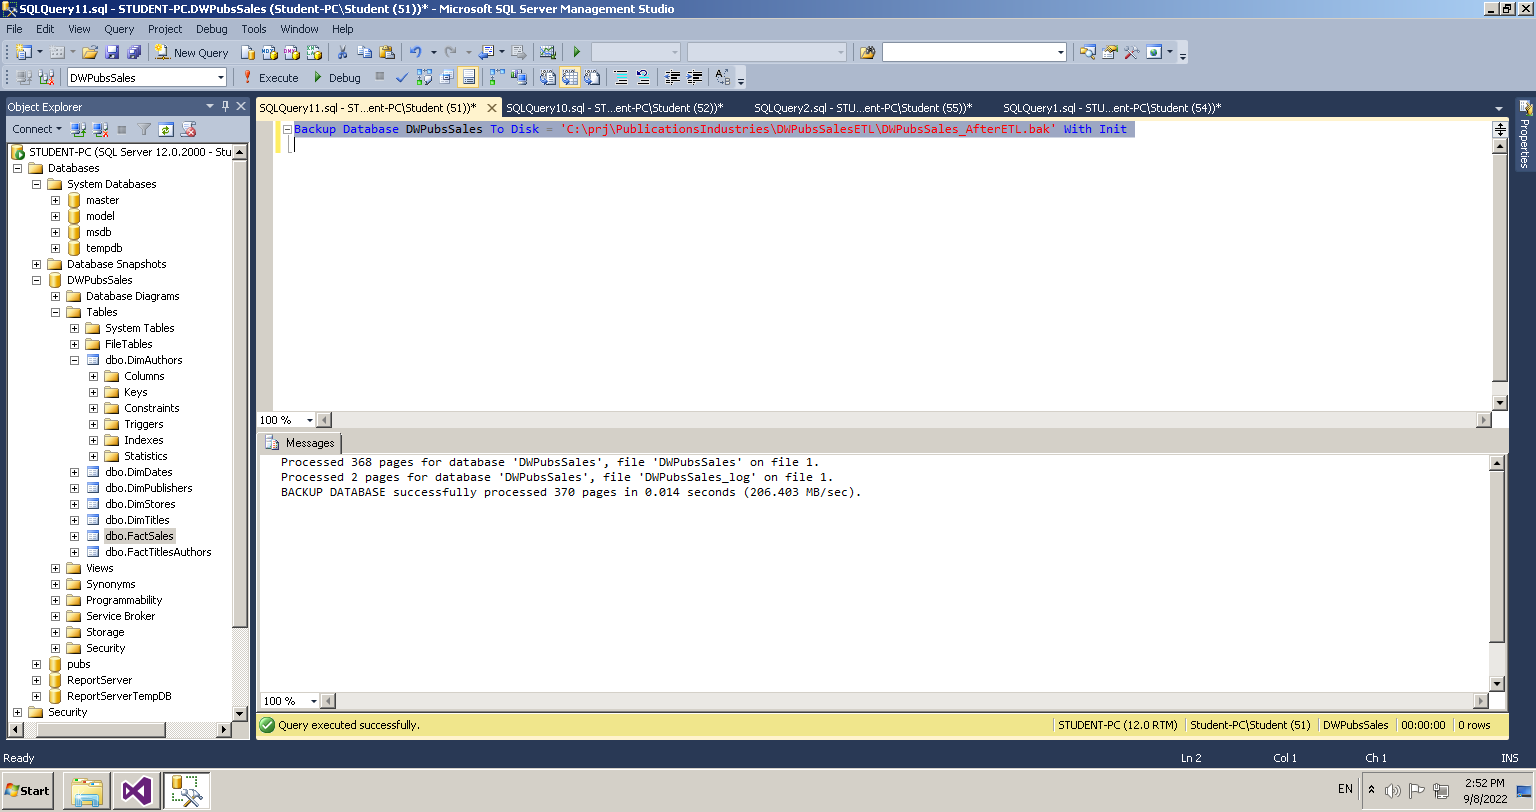 SQLQuery11.sql - STUDENT-PC.DWPubsSales (Student-PC\Student (51))* - Microsoft SQL Server Management Studio
File Edit View Query Project Debug Tools Window Help
New Query
DWPubsSales Execute Debug
Object Explorer
SQLQuery11.sql - ST...ent-PC\Student (51))* SQLQuery10.sql - ST...ent-PC\Student (52))* SQLQuery2.sql - STU...ent-PC\Student (55))* SQLQuery1.sql - STU...ent-PC\Student (54))*
Properties
Connect
Backup Database DWPubsSales To Disk = 'C:\prj\PublicationsIndustries\DWPubsSalesETL\DWPubsSales_AfterETL.bak' With Init
STUDENT-PC (SQL Server 12.0.2000 - Stu
Databases
System Databases
master
model
msdb
tempdb
Database Snapshots
DWPubsSales
Database Diagrams
Tables
System Tables
FileTables
dbo.DimAuthors
Columns
Keys
Constraints
Triggers
Indexes
Statistics
dbo.DimDates
dbo.DimPublishers
dbo.DimStores
dbo.DimTitles
dbo.FactSales
dbo.FactTitlesAuthors
Views
Synonyms
Programmability
Service Broker
Storage
Security
pubs
ReportServer
ReportServerTempDB
Security
100 %
Messages
Processed 368 pages for database 'DWPubsSales', file 'DWPubsSales' on file 1.
Processed 2 pages for database 'DWPubsSales', file 'DWPubsSales_log' on file 1.
BACKUP DATABASE successfully processed 370 pages in 0.014 seconds (206.403 MB/sec).
100 %
Query executed successfully. STUDENT-PC (12.0 RTM) Student-PC\Student (51) DWPubsSales 00:00:00 0 rows
Ready Ln 2 Col 1 Ch 1 INS
Start EN 2:52 PM
9/8/2022